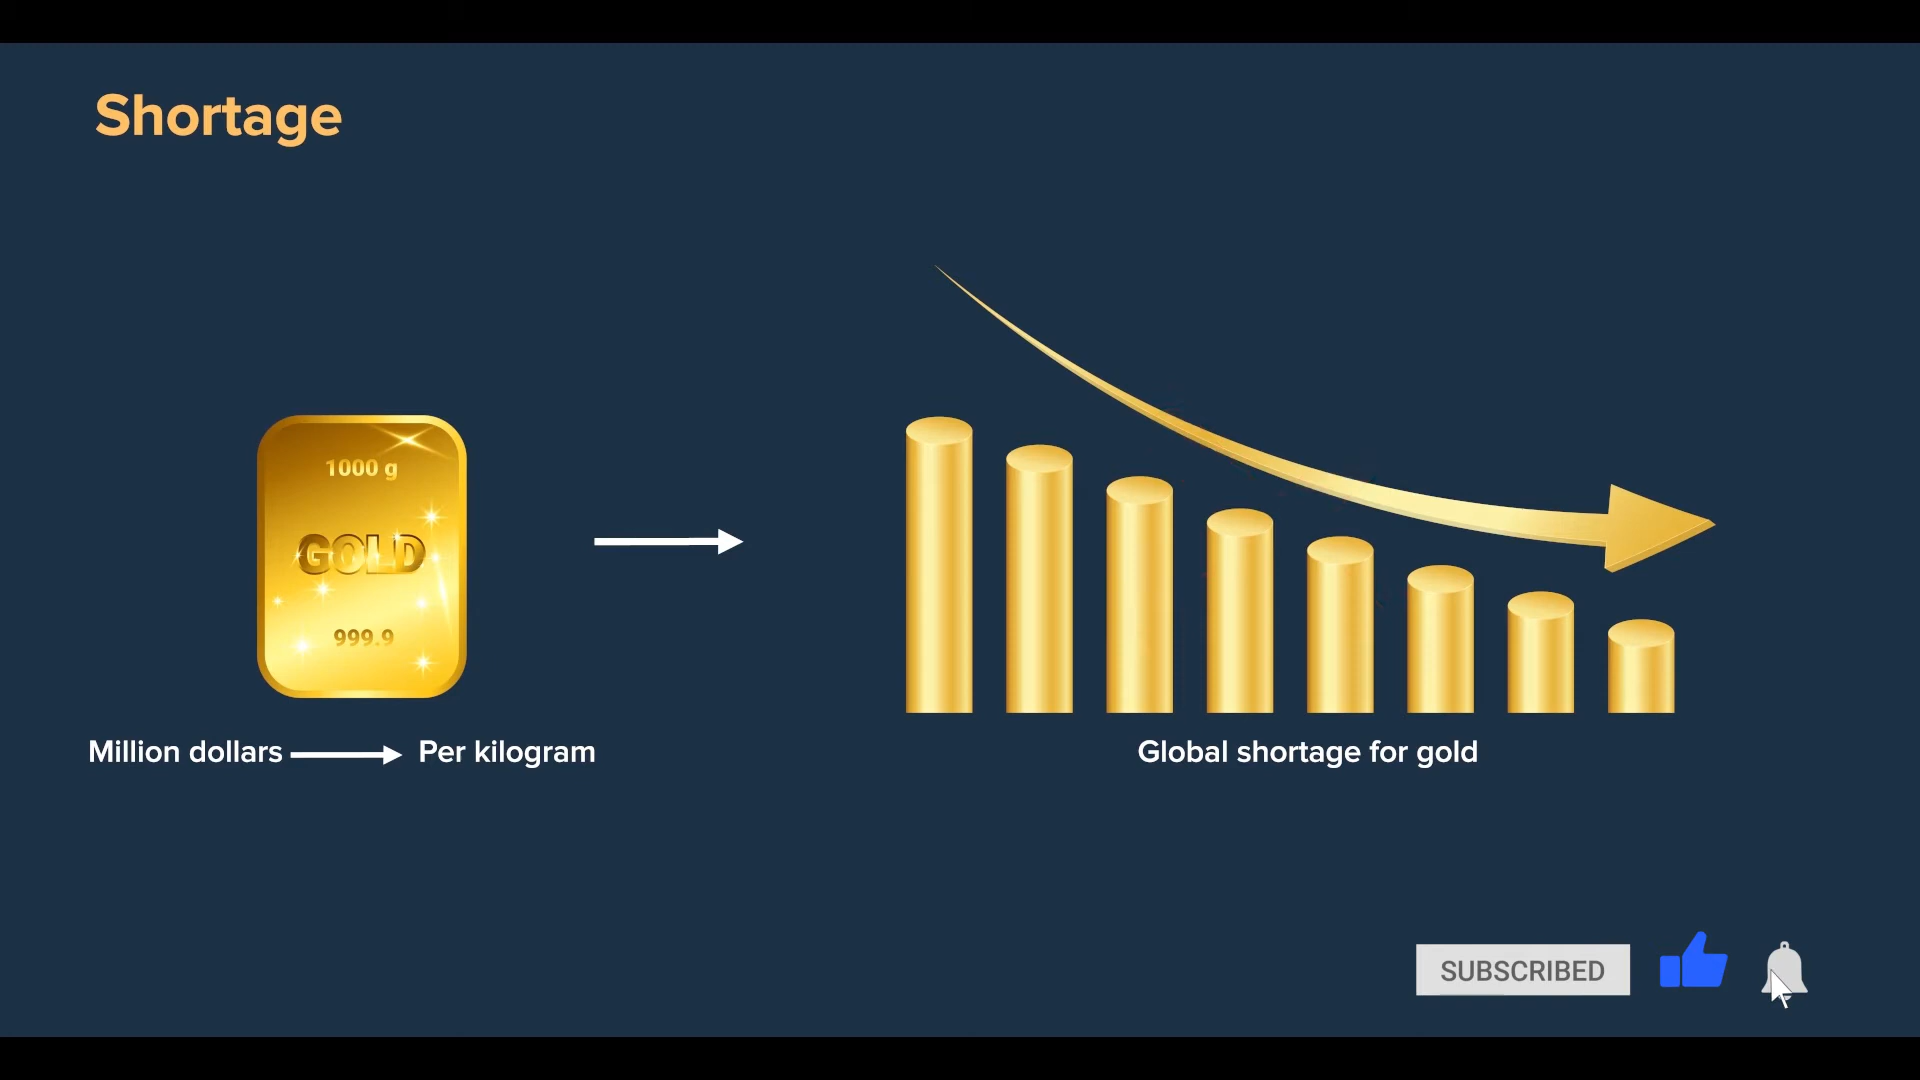 Shortage
1000 g
GOLD
999.9
Million dollars
Per kilogram
Global shortage for gold
SUBSCRIBED